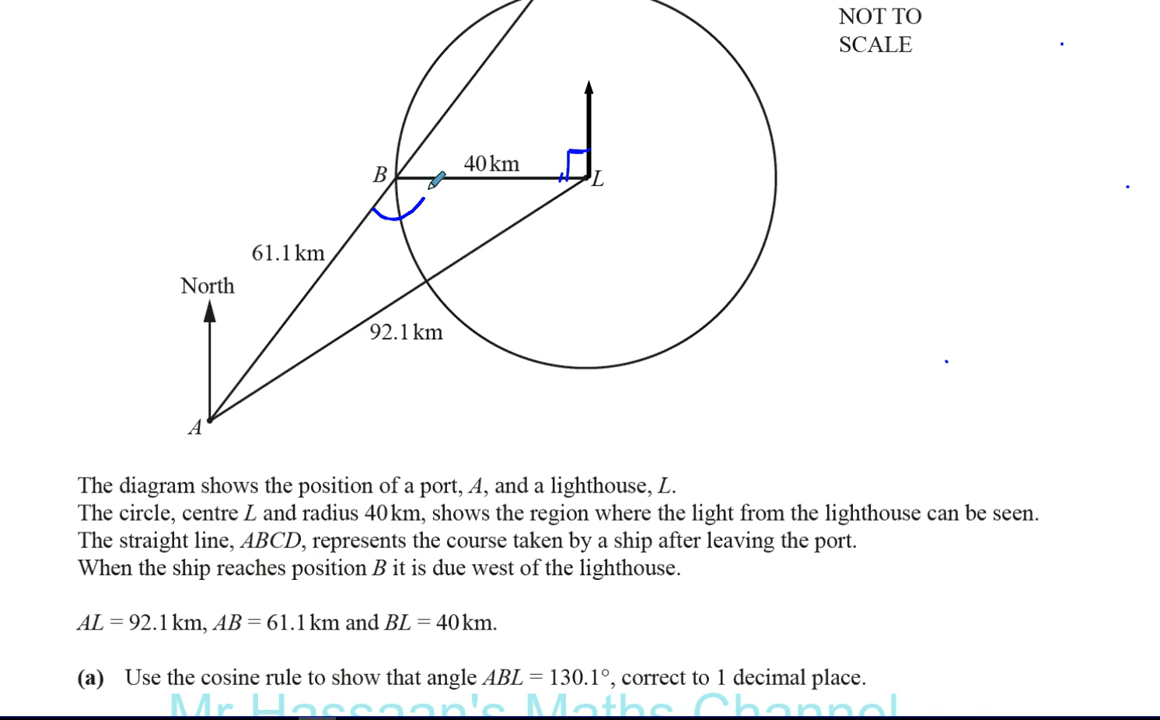 NOT TO
SCALE
B
40 km
L
61.1 km
North
92.1 km
A
The diagram shows the position of a port, A, and a lighthouse, L.
The circle, centre L and radius 40 km, shows the region where the light from the lighthouse can be seen.
The straight line, ABCD, represents the course taken by a ship after leaving the port.
When the ship reaches position B it is due west of the lighthouse.
AL = 92.1 km, AB = 61.1 km and BL = 40 km.
(a) Use the cosine rule to show that angle ABL = 130.1°, correct to 1 decimal place.
Mr Hassaan's Maths Channel